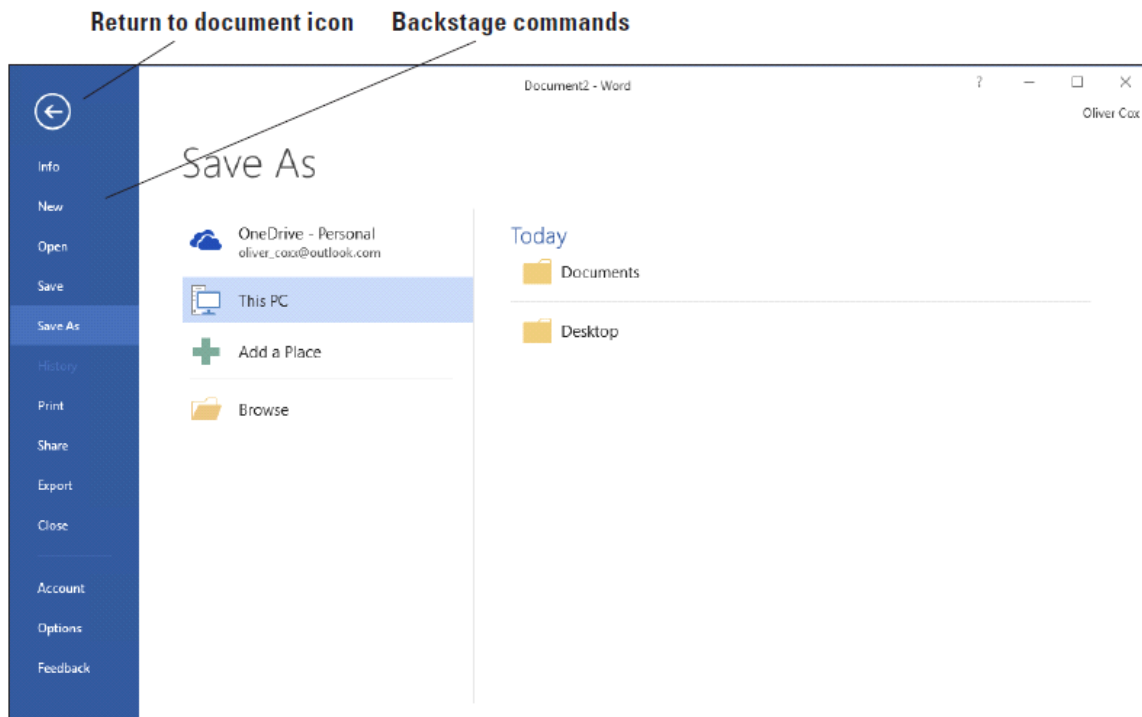 Return to document icon
Backstage commands
Document2 - Word
?
Oliver Cox
Info
New
Open
Save
Save As
History
Print
Share
Export
Close
Account
Options
Feedback
Save As
OneDrive - Personal
oliver_coxx@outlook.com
This PC
Add a Place
Browse
Today
Documents
Desktop